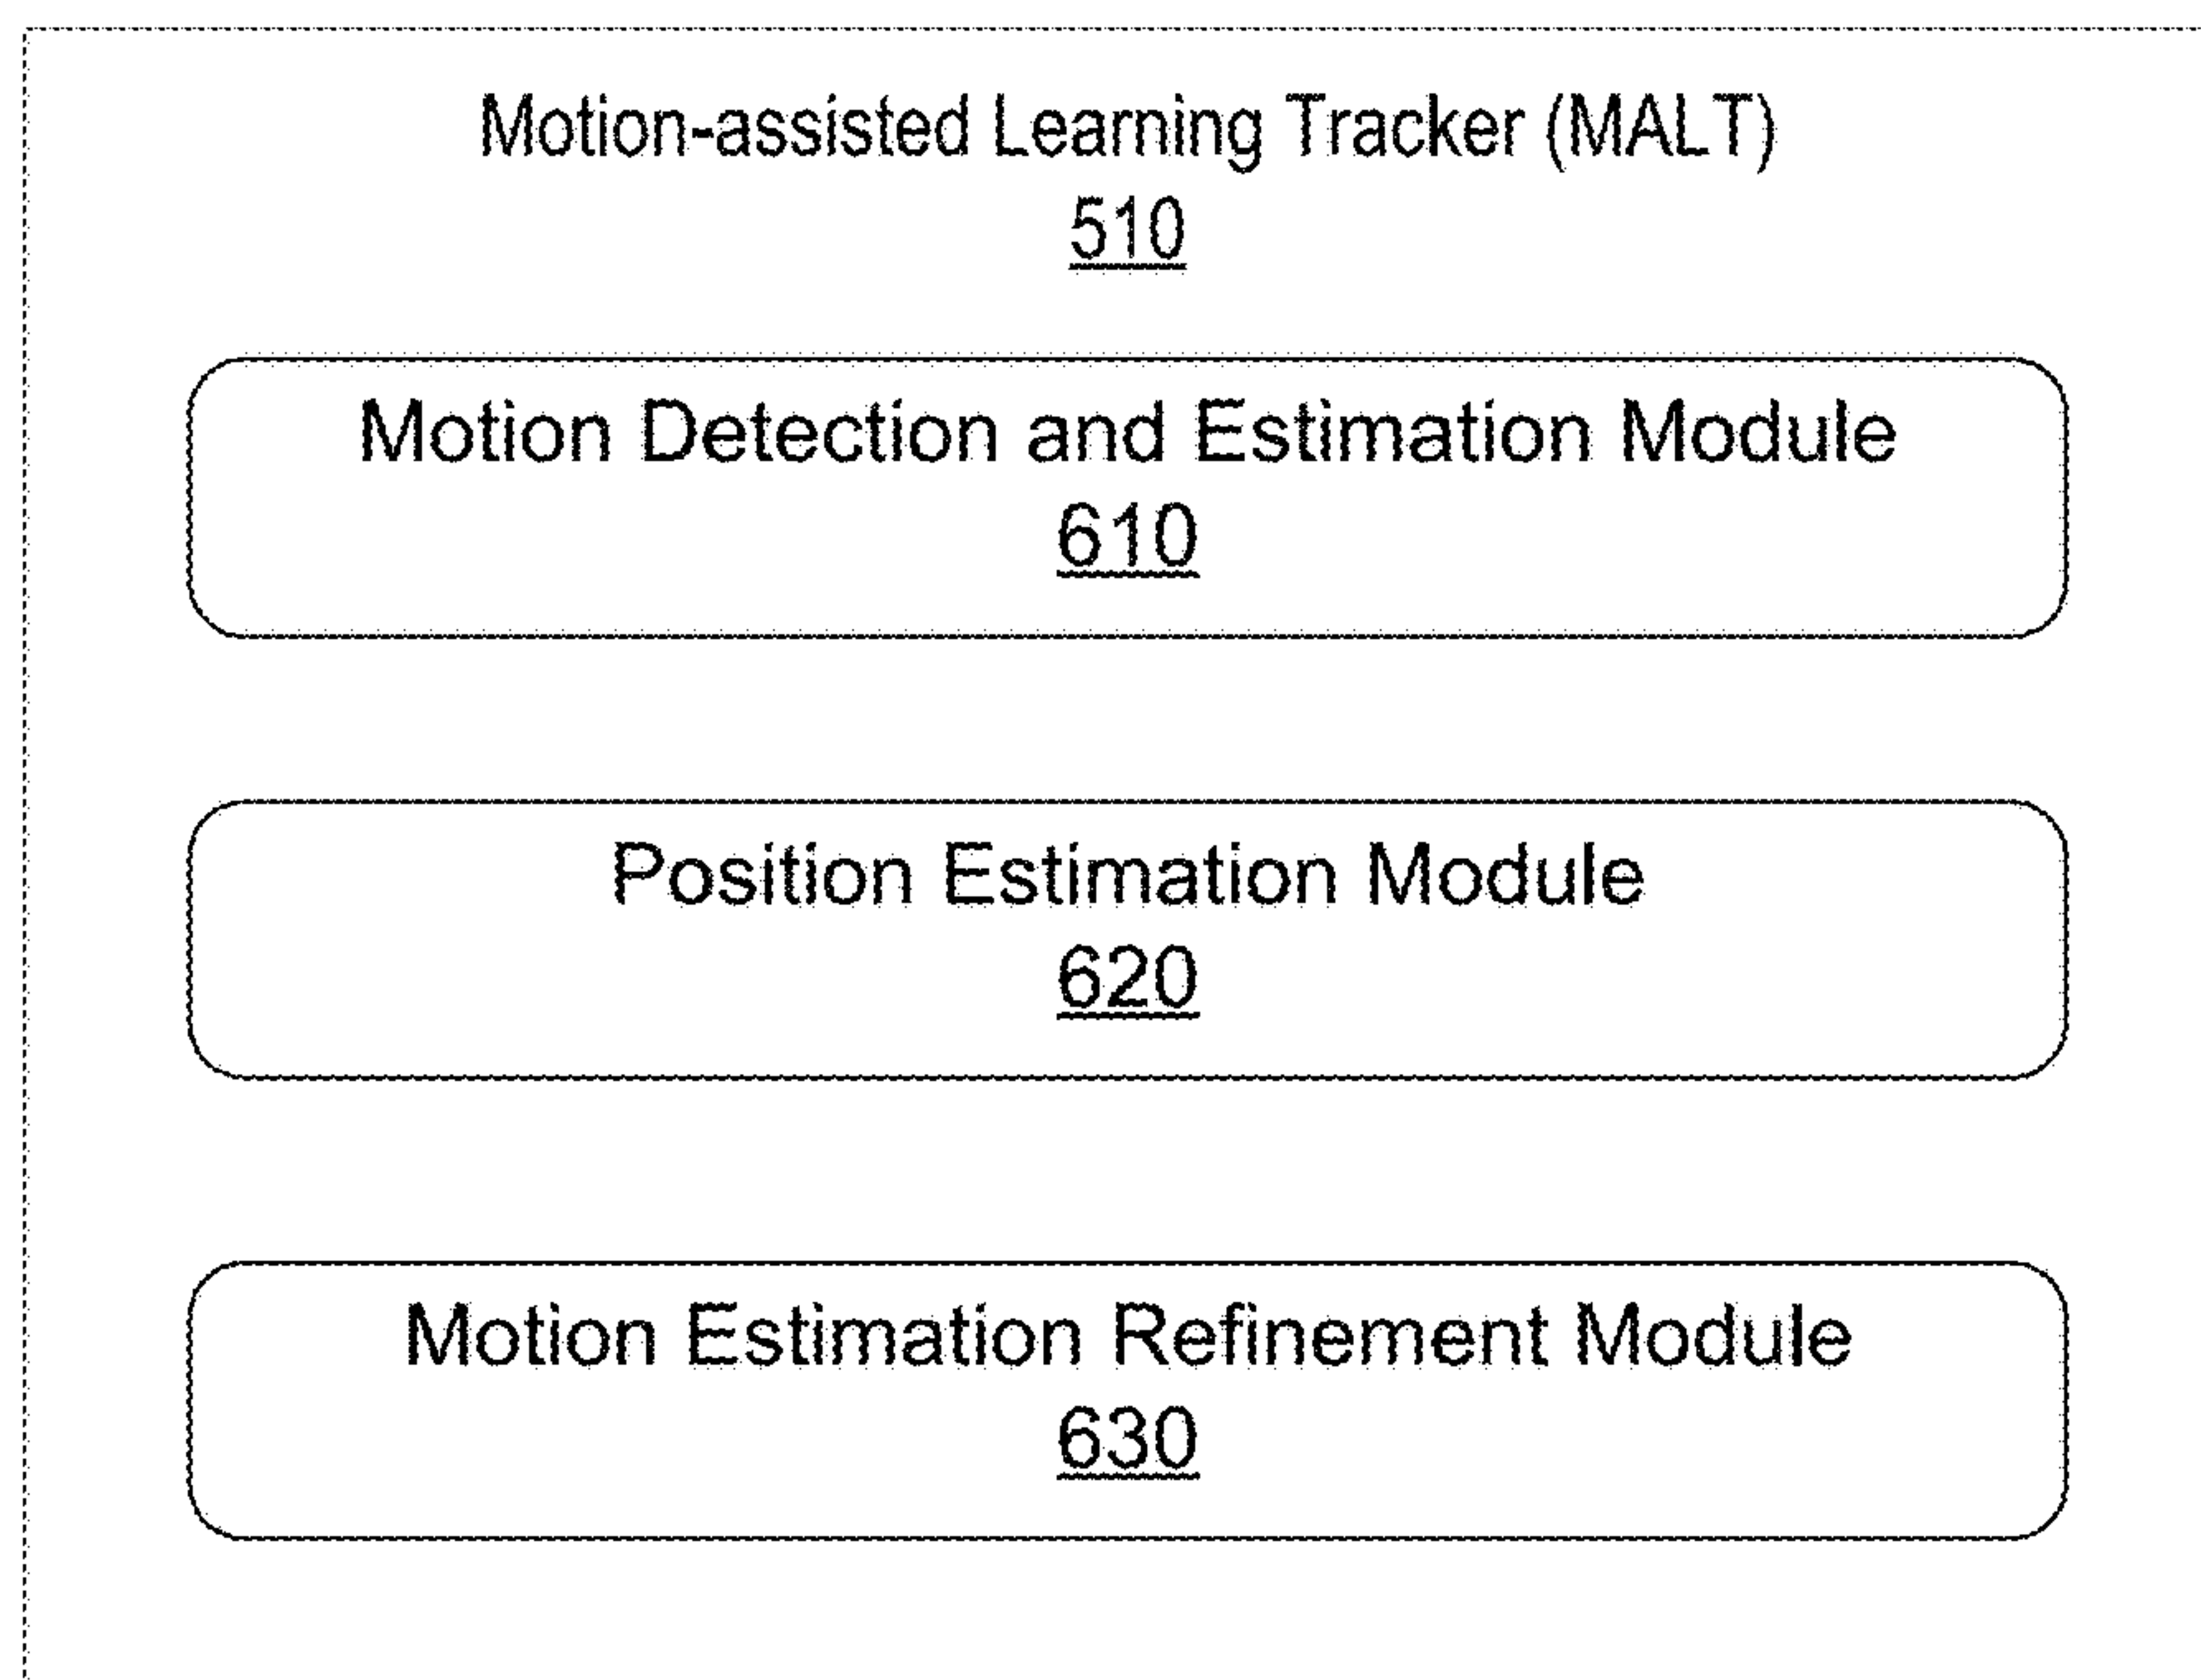 Motion-assisted Learning Tracker (MALT)
510
Motion Detection and Estimation Module
610
Position Estimation Module
620
Motion Estimation Refinement Module
630